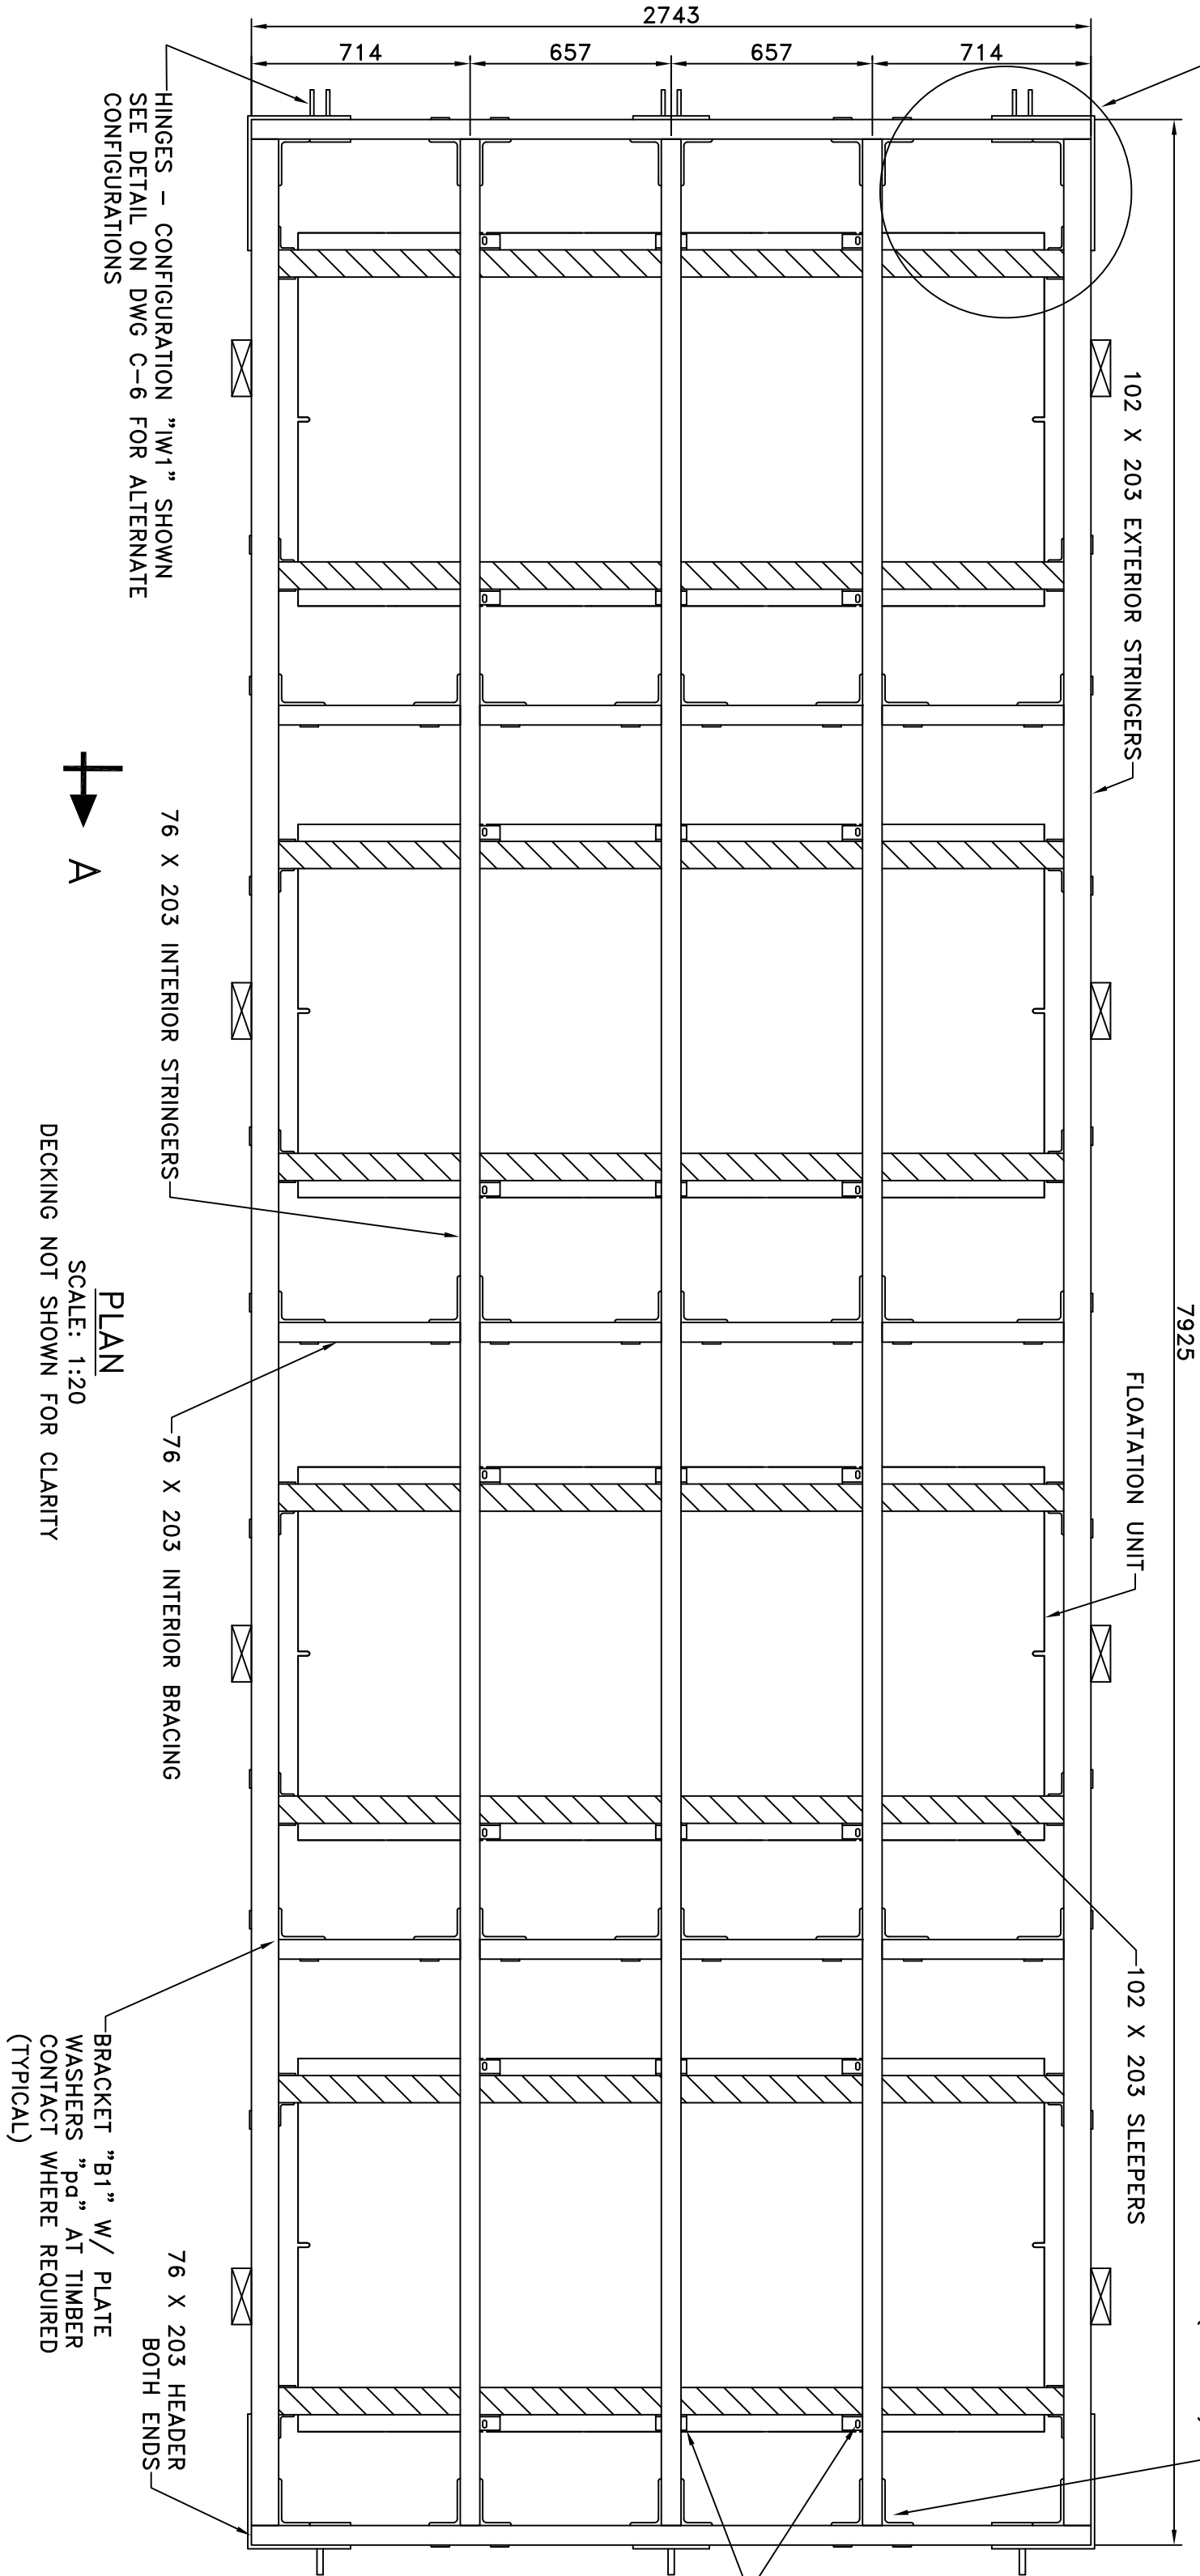 2743
714
657
657
714
7925
HINGES – CONFIGURATION "IW1" SHOWN
SEE DETAIL ON DWG C–6 FOR ALTERNATE
CONFIGURATIONS
102 X 203 EXTERIOR STRINGERS
A
76 X 203 INTERIOR STRINGERS
PLAN
SCALE: 1:20
DECKING NOT SHOWN FOR CLARITY
FLOATATION UNIT
76 X 203 INTERIOR BRACING
102 X 203 SLEEPERS
BRACKET "B1" W/ PLATE
WASHERS "pa" AT TIMBER
CONTACT WHERE REQUIRED
(TYPICAL)
76 X 203 HEADER
BOTH ENDS